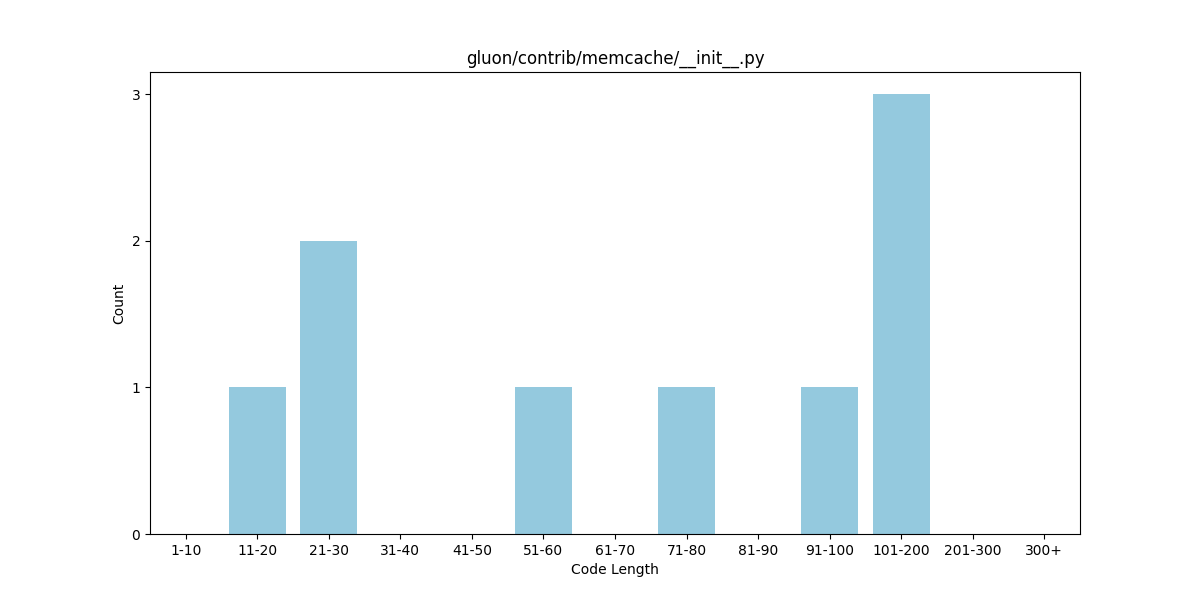 gluon/contrib/memcache/__init__.py
Count
3
2
1
0
1-10 11-20 21-30 31-40 41-50 51-60 61-70 71-80 81-90 91-100 101-200 201-300 300+
Code Length